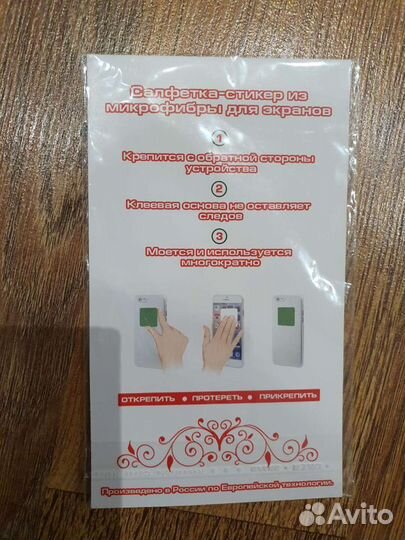 Салфетка-стикер из
микрофибры для экранов
1
Крепится с обратной стороны
устройства
2
Клеевая основа не оставляет
следов
3
Моется и используется
многократно
ОТКРЕПИТЬ • ПРОТЕРЕТЬ • ПРИКРЕПИТЬ
Произведено в России по Европейской технологии.
Avito